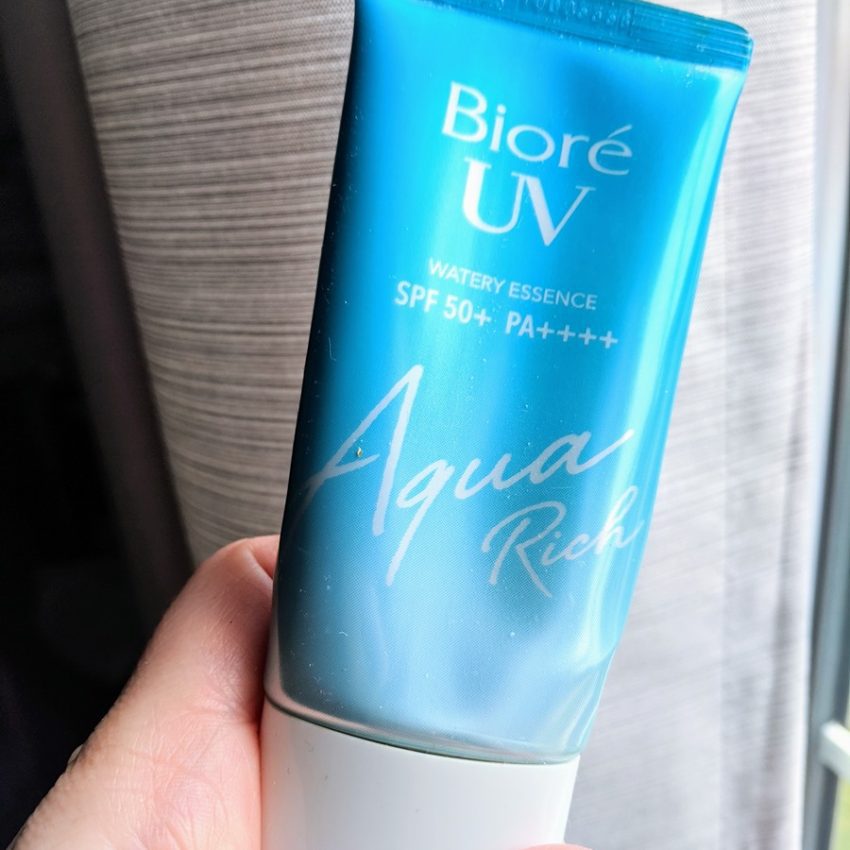 Bioré
UV
WATERY ESSENCE
SPF 50+ PA++++
Aqua
Rich